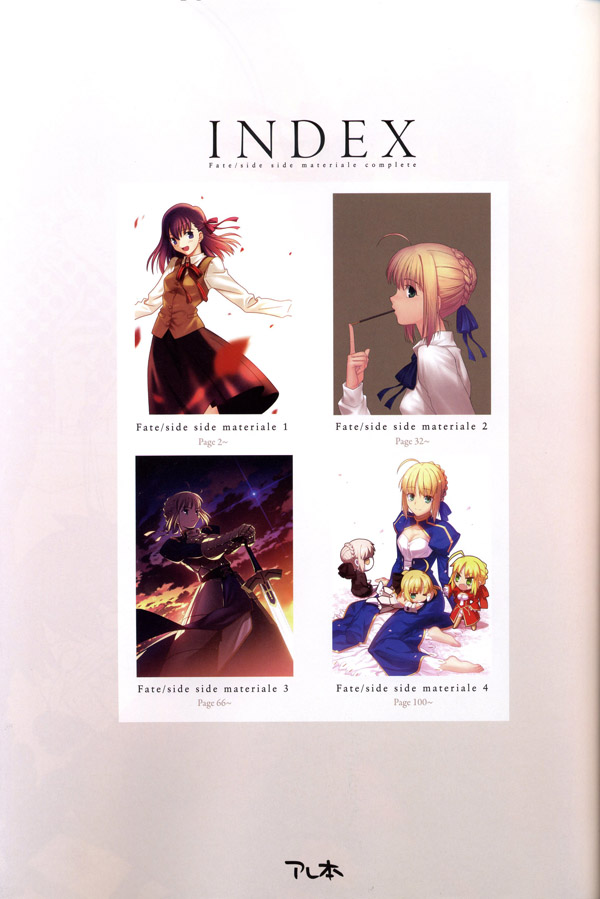 INDEX
Fate/side side materiale complete
Fate/side side materiale 1
Page 2~
Fate/side side materiale 2
Page 32~
Fate/side side materiale 3
Page 66~
Fate/side side materiale 4
Page 100~
アレ本